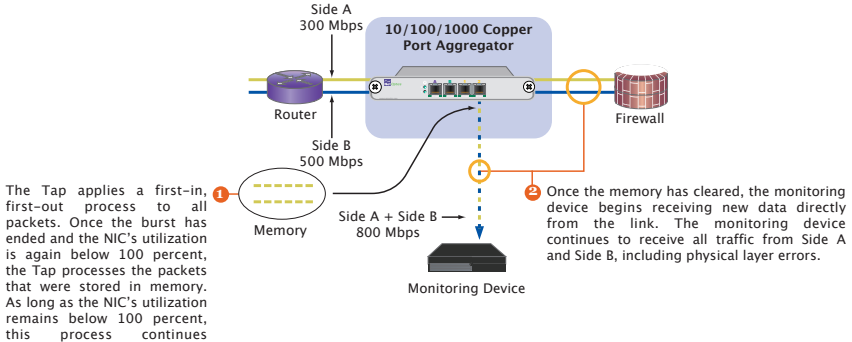 Side A
300 Mbps
10/100/1000 Copper
Port Aggregator
Router
Firewall
Side B
500 Mbps
1
The Tap applies a first-in,
first-out process to all
packets. Once the burst has
ended and the NIC's utilization
is again below 100 percent,
the Tap processes the packets
that were stored in memory.
As long as the NIC's utilization
remains below 100 percent,
this process continues
Memory
Side A + Side B
800 Mbps
Monitoring Device
2
Once the memory has cleared, the monitoring
device begins receiving new data directly
from the link. The monitoring device
continues to receive all traffic from Side A
and Side B, including physical layer errors.